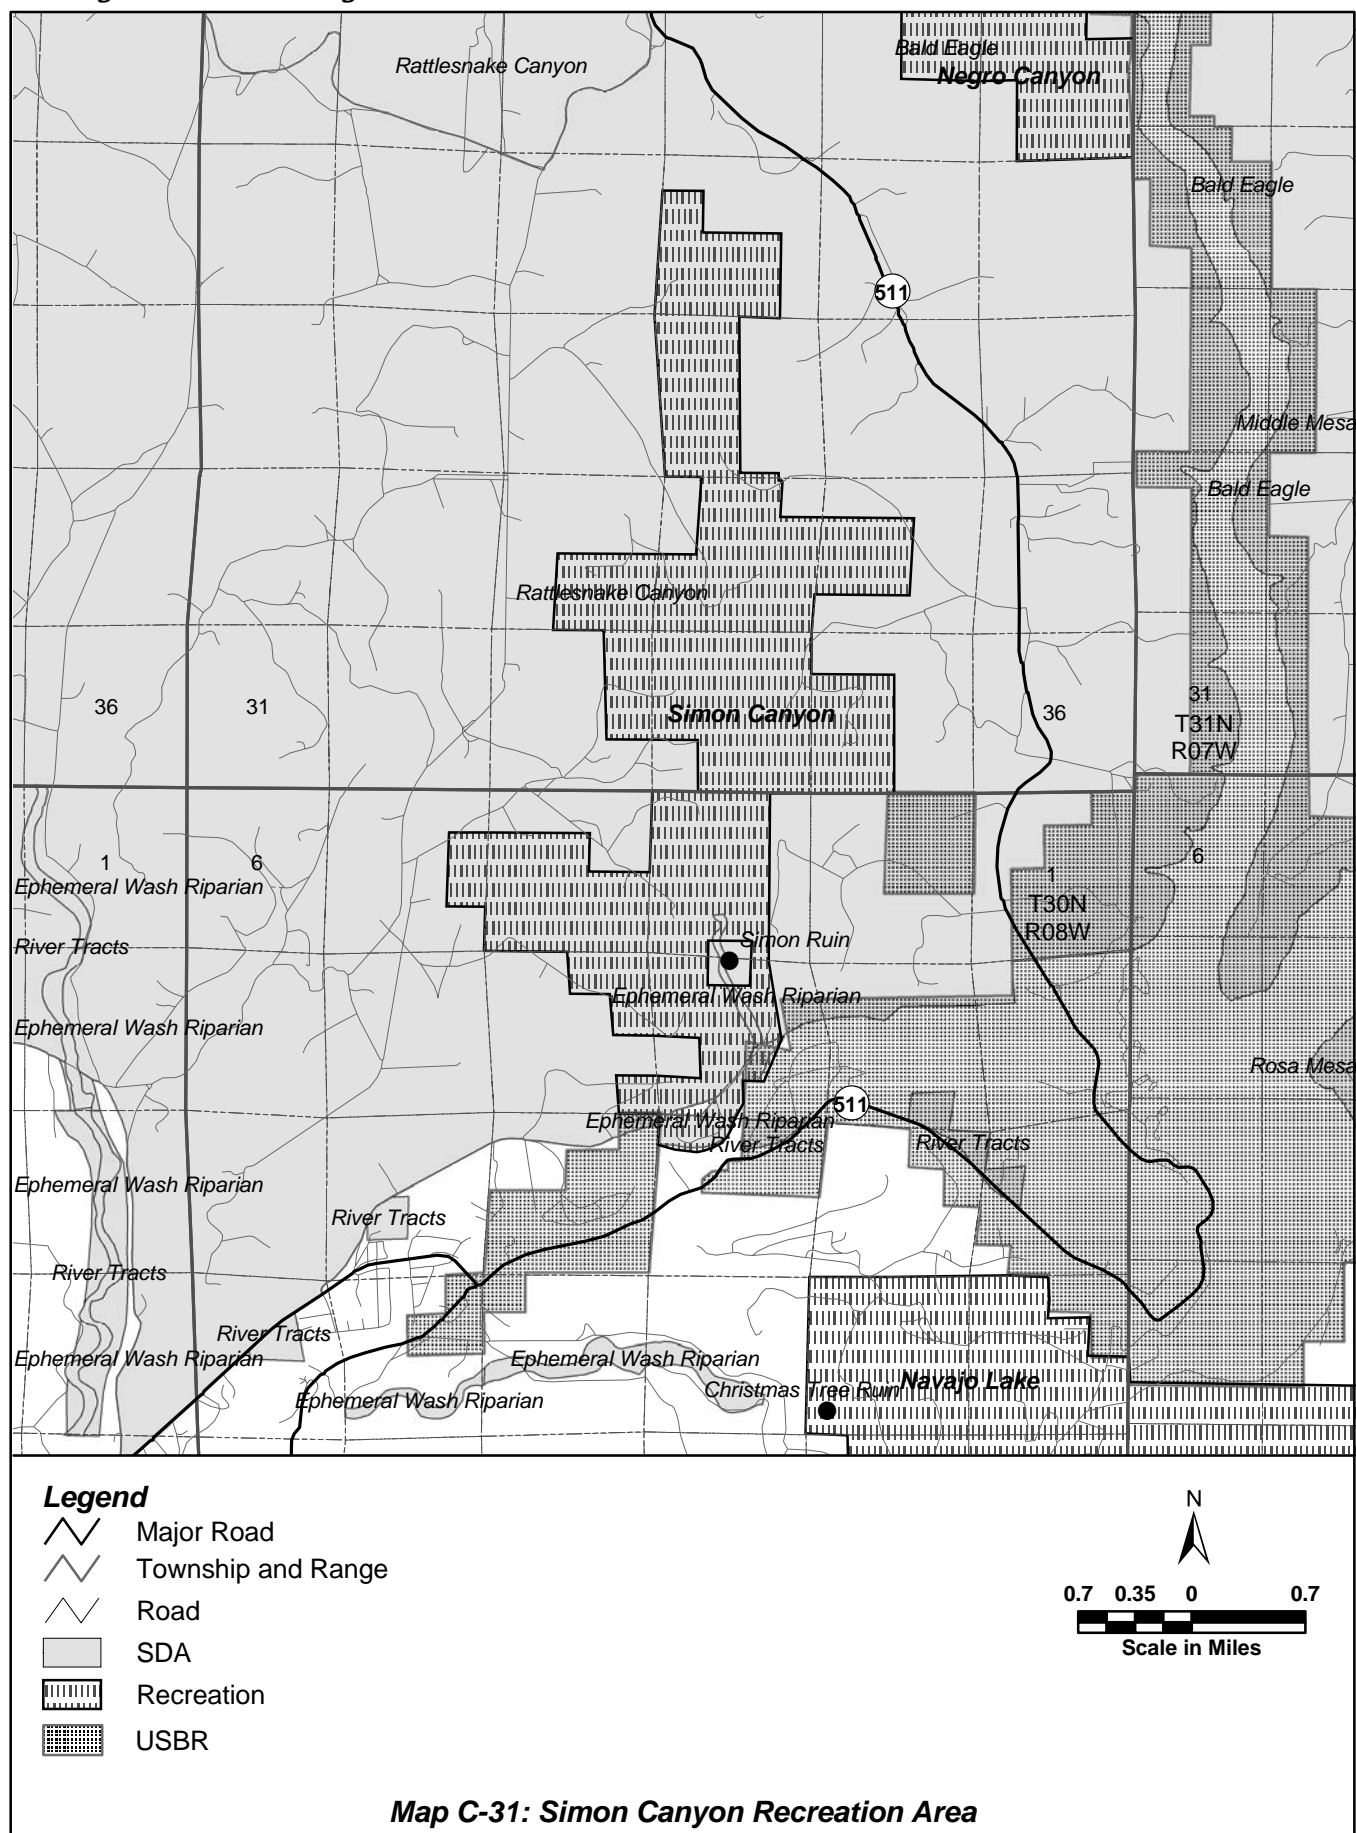 Rattlesnake Canyon
Bald Eagle
Negro Canyon
Bald Eagle
511
Middle Mesa
Bald Eagle
Rattlesnake Canyon
36
31
Simon Canyon
36
31
T31N
R07W
1
6
6
1
Ephemeral Wash Riparian
T30N
R08W
River Tracts
Simon Ruin
Ephemeral Wash Riparian
Ephemeral Wash Riparian
Rosa Mesa
511
Ephemeral Wash Riparian
River Tracts
River Tracts
Ephemeral Wash Riparian
River Tracts
River Tracts
River Tracts
Ephemeral Wash Riparian
Ephemeral Wash Riparian
Ephemeral Wash Riparian
Christmas Tree Ruin
Navajo Lake
Legend
Major Road
Township and Range
Road
SDA
Recreation
USBR
N
0.7 0.35 0 0.7
Scale in Miles
Map C-31: Simon Canyon Recreation Area